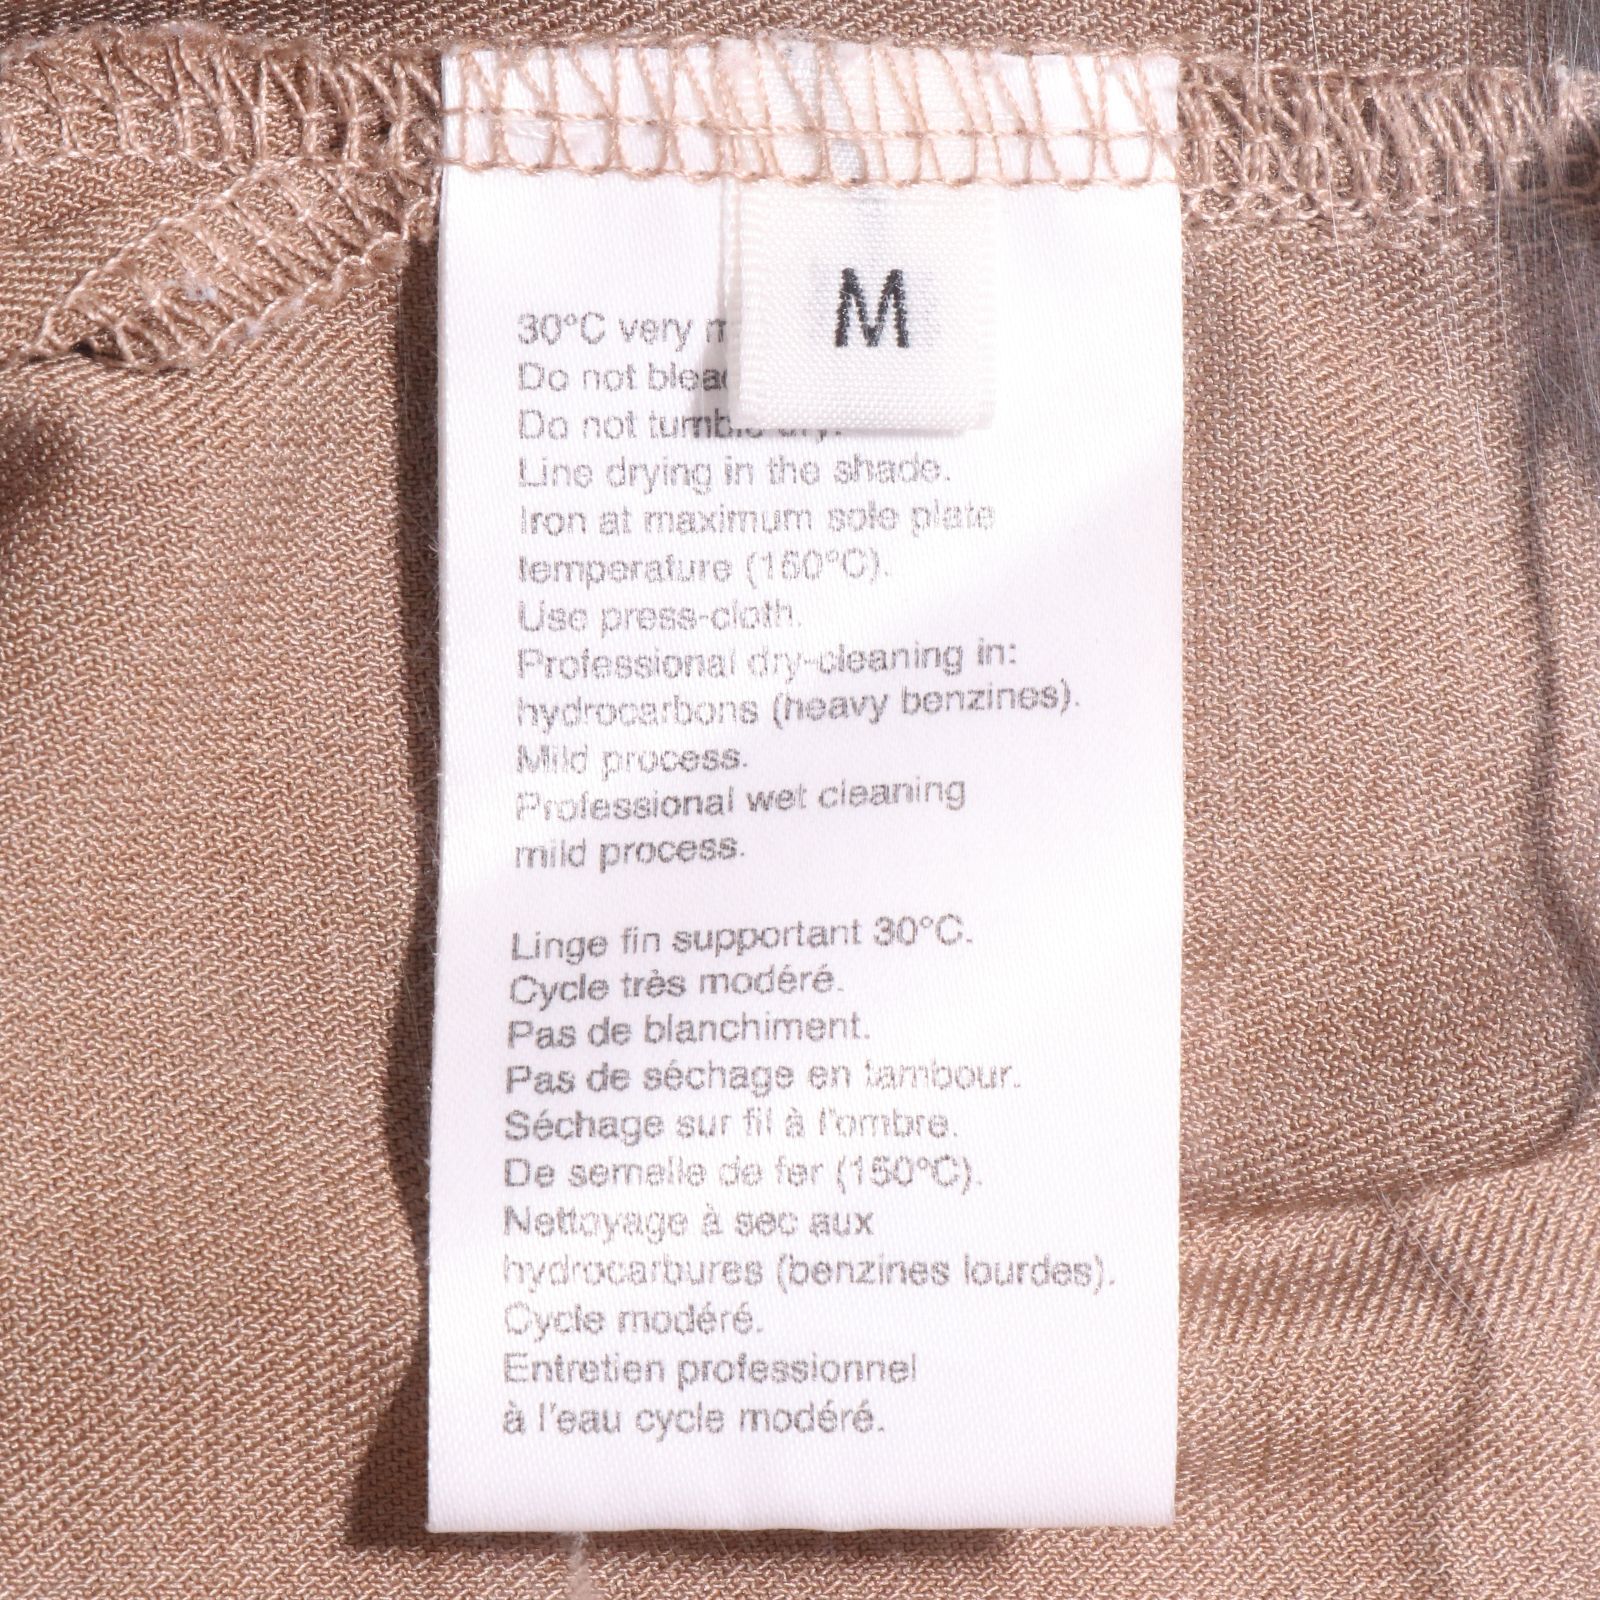 M
30°C very
Do not
Do not
Line drying in the shade.
Iron at maximum sole plate
temperature (150°C).
Use press-cloth.
Professional dry-cleaning in:
hydrocarbons (heavy benzines).
Mild process.
Professional wet cleaning
mild process.
Linge fin supportant 30°C.
Cycle très modéré.
Pas de blanchiment.
Pas de séchage en tambour.
Séchage sur fil à l'ombre.
De semelle de fer (150°C).
Nettoyage à sec aux
hydrocarbures (benzines lourdes).
Cycle modéré.
Entretien professionnel
à l'eau cycle modéré.